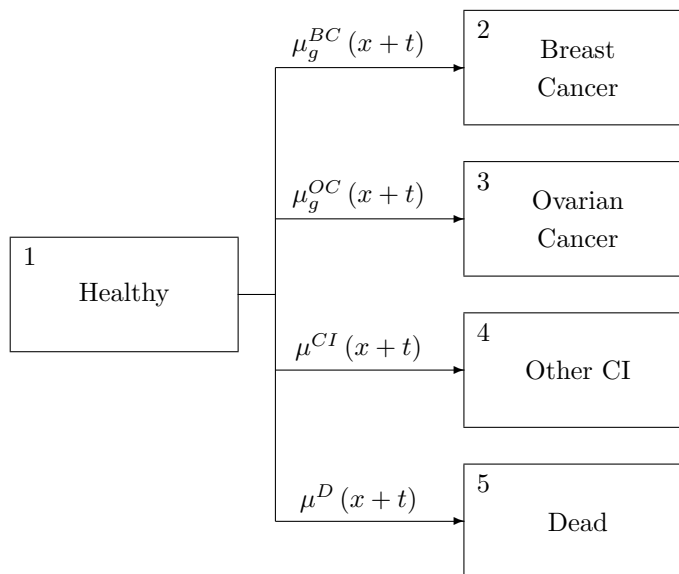 1
Healthy
μ_g^{BC} (x + t)
2
Breast
Cancer
μ_g^{OC} (x + t)
3
Ovarian
Cancer
μ^{CI} (x + t)
4
Other CI
μ^{D} (x + t)
5
Dead